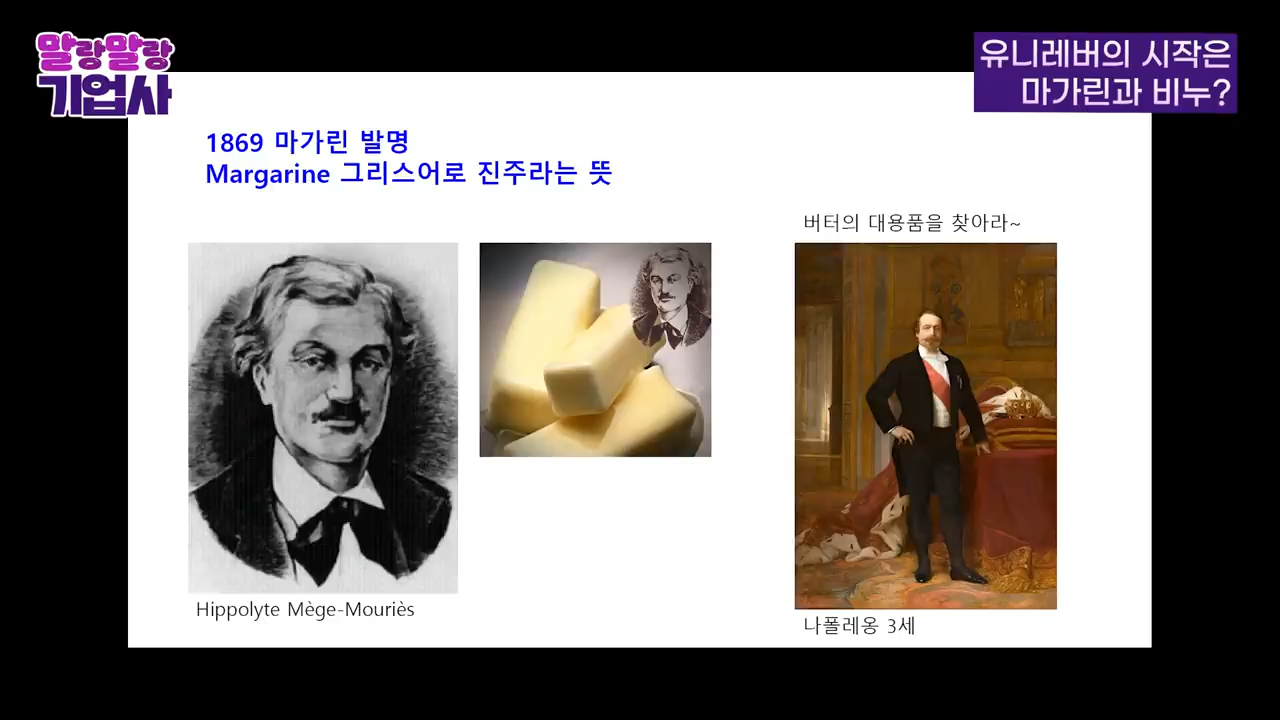 말랑말랑
기업사
유니레버의 시작은
마가린과 비누?
1869 마가린 발명
Margarine 그리스어로 진주라는 뜻
버터의 대용품을 찾아라~
Hippolyte Mège-Mouriès
나폴레옹 3세